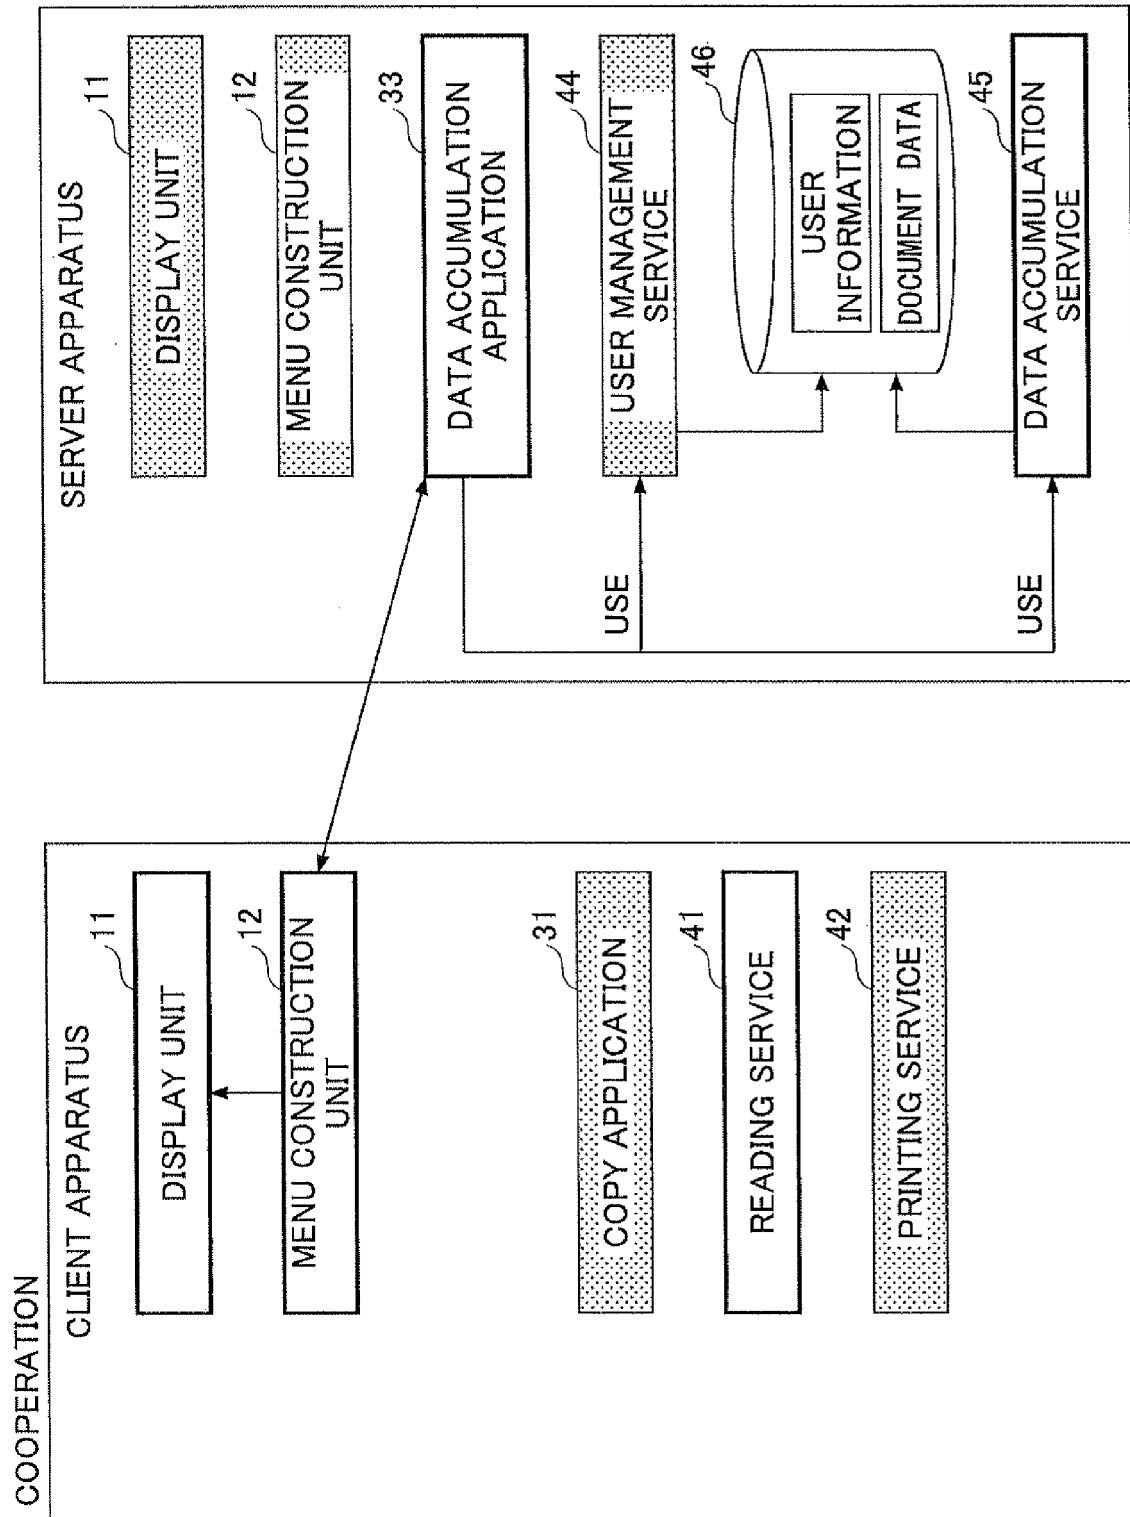 COOPERATION
CLIENT APPARATUS
11
DISPLAY UNIT
12
MENU CONSTRUCTION
UNIT
31
COPY APPLICATION
41
READING SERVICE
42
PRINTING SERVICE
SERVER APPARATUS
11
DISPLAY UNIT
12
MENU CONSTRUCTION
UNIT
33
DATA ACCUMULATION
APPLICATION
USE
44
USER MANAGEMENT
SERVICE
46
USER
INFORMATION
DOCUMENT DATA
USE
45
DATA ACCUMULATION
SERVICE